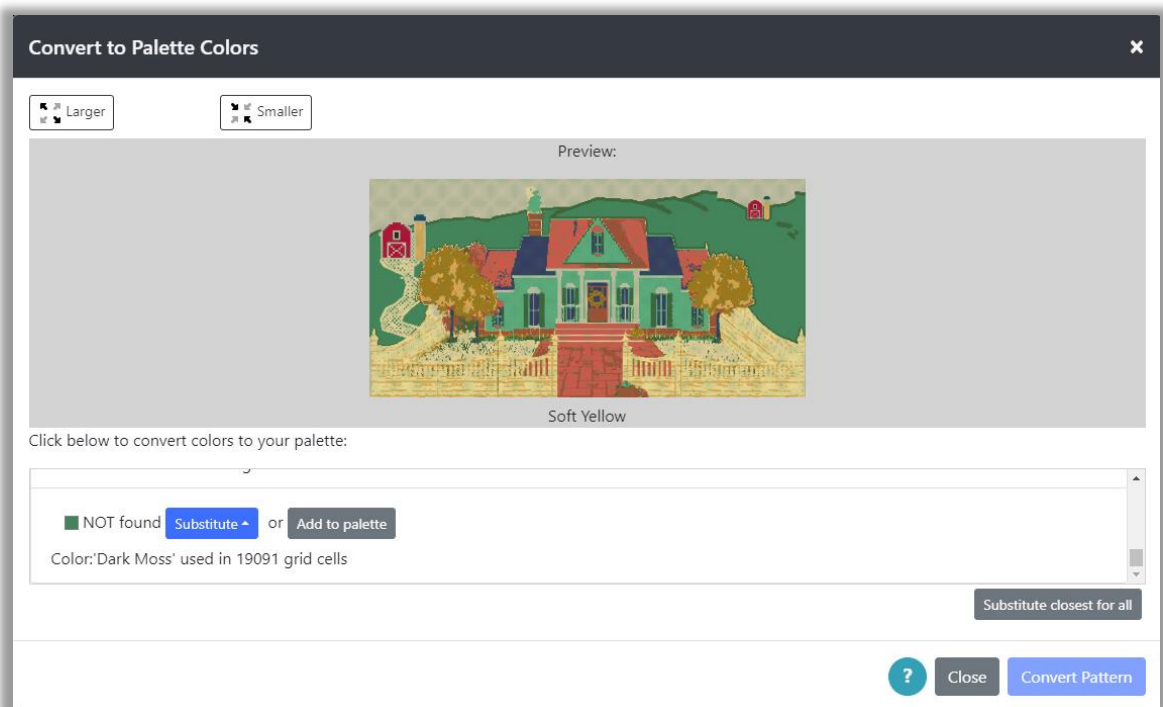 Convert to Palette Colors ×
Larger Smaller
Preview:
Soft Yellow
Click below to convert colors to your palette:
NOT found Substitute or Add to palette
Color:'Dark Moss' used in 19091 grid cells
Substitute closest for all
? Close Convert Pattern